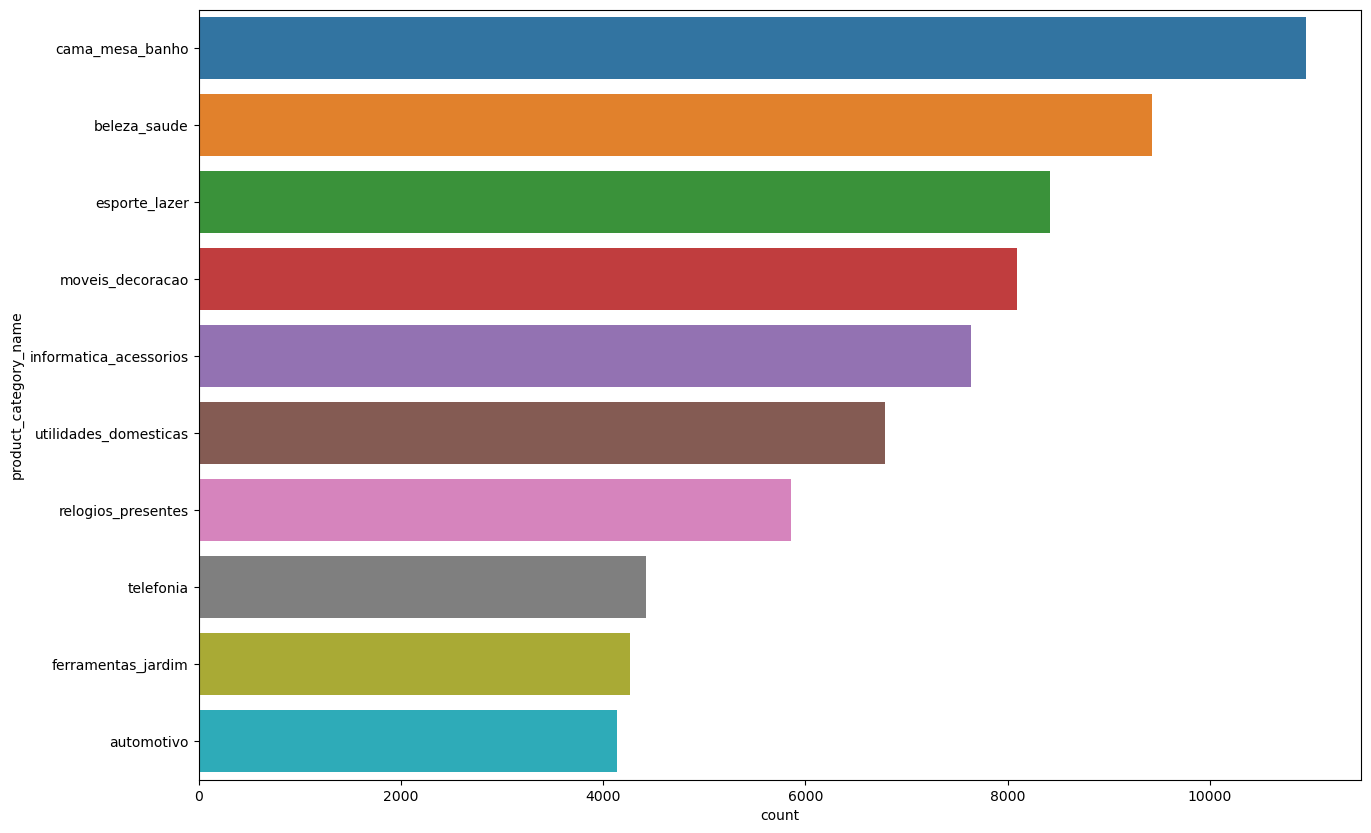 cama_mesa_banho
beleza_saude
esporte_lazer
moveis_decoracao
informatica_acessorios
utilidades_domesticas
relogios_presentes
telefonia
ferramentas_jardim
automotivo
product_category_name
0 2000 4000 6000 8000 10000
count